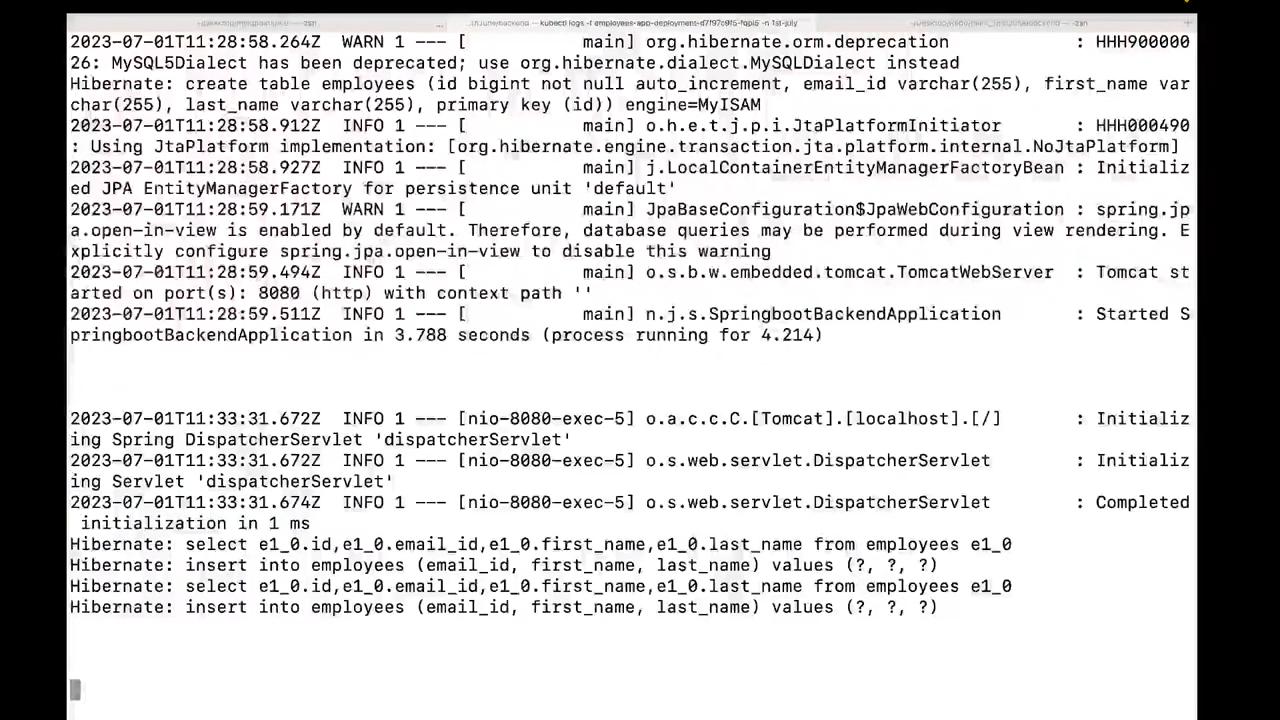 kubectl logs -f employees-app-deployment- -n 1st-july
2023-07-01T11:28:58.264Z  WARN 1 --- [           main] org.hibernate.orm.deprecation            : HHH900000
26: MySQL5Dialect has been deprecated; use org.hibernate.dialect.MySQLDialect instead
Hibernate: create table employees (id bigint not null auto_increment, email_id varchar(255), first_name var
char(255), last_name varchar(255), primary key (id)) engine=MyISAM
2023-07-01T11:28:58.912Z  INFO 1 --- [           main] o.h.e.t.j.p.i.JtaPlatformInitiator       : HHH000490
: Using JtaPlatform implementation: [org.hibernate.engine.transaction.jta.platform.internal.NoJtaPlatform]
2023-07-01T11:28:58.927Z  INFO 1 --- [           main] j.LocalContainerEntityManagerFactoryBean : Initializ
ed JPA EntityManagerFactory for persistence unit 'default'
2023-07-01T11:28:59.171Z  WARN 1 --- [           main] JpaBaseConfiguration$JpaWebConfiguration : spring.jp
a.open-in-view is enabled by default. Therefore, database queries may be performed during view rendering. E
xplicitly configure spring.jpa.open-in-view to disable this warning
2023-07-01T11:28:59.494Z  INFO 1 --- [           main] o.s.b.w.embedded.tomcat.TomcatWebServer  : Tomcat st
arted on port(s): 8080 (http) with context path ''
2023-07-01T11:28:59.511Z  INFO 1 --- [           main] n.j.s.SpringbootBackendApplication       : Started S
pringbootBackendApplication in 3.788 seconds (process running for 4.214)
2023-07-01T11:33:31.672Z  INFO 1 --- [nio-8080-exec-5] o.a.c.c.C.[Tomcat].[localhost].[/]       : Initializ
ing Spring DispatcherServlet 'dispatcherServlet'
2023-07-01T11:33:31.672Z  INFO 1 --- [nio-8080-exec-5] o.s.web.servlet.DispatcherServlet        : Initializ
ing Servlet 'dispatcherServlet'
2023-07-01T11:33:31.674Z  INFO 1 --- [nio-8080-exec-5] o.s.web.servlet.DispatcherServlet        : Completed
 initialization in 1 ms
Hibernate: select e1_0.id,e1_0.email_id,e1_0.first_name,e1_0.last_name from employees e1_0
Hibernate: insert into employees (email_id, first_name, last_name) values (?, ?, ?)
Hibernate: select e1_0.id,e1_0.email_id,e1_0.first_name,e1_0.last_name from employees e1_0
Hibernate: insert into employees (email_id, first_name, last_name) values (?, ?, ?)